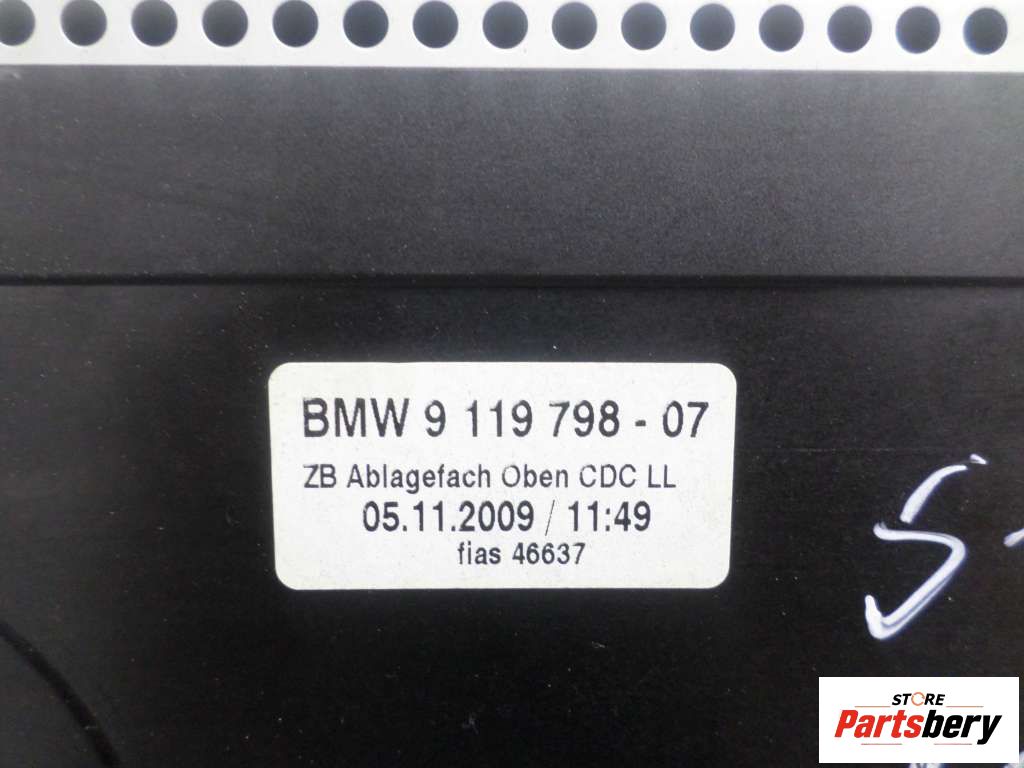 BMW 9 119 798 - 07
ZB Ablagefach Oben CDC LL
05.11.2009 / 11:49
fias 46637
STORE
Partsbery